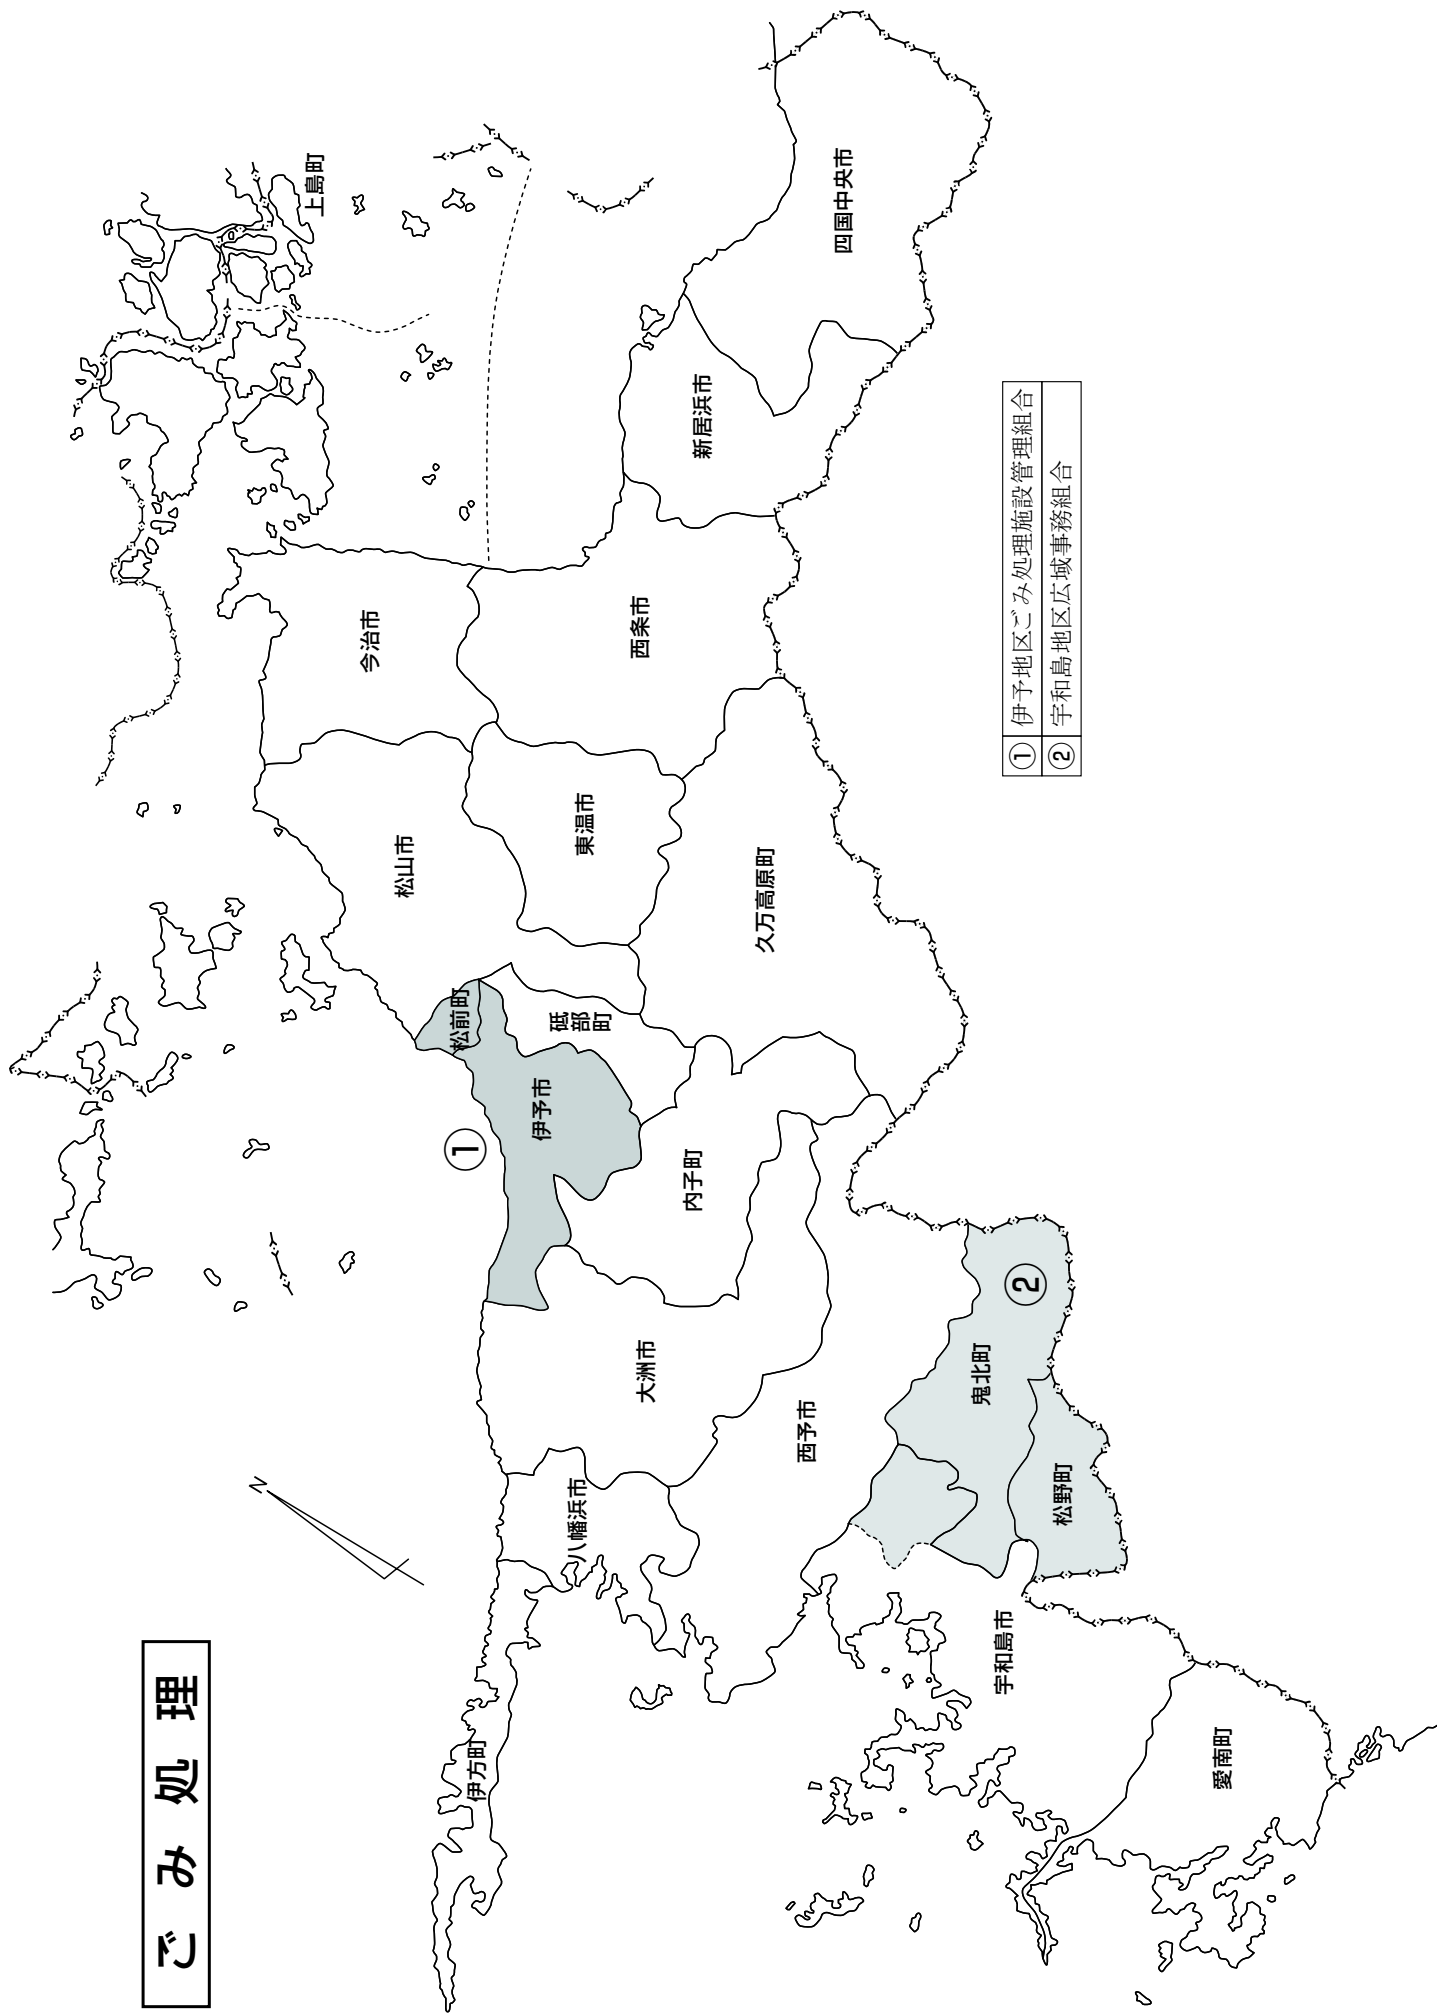 ごみ処理
N
上島町
四国中央市
新居浜市
今治市
西条市
松山市
東温市
久万高原町
松前町
砥部町
①
伊予市
内子町
大洲市
西予市
②
鬼北町
松野町
八幡浜市
伊方町
宇和島市
愛南町
① 伊予地区ごみ処理施設管理組合
② 宇和島地区広域事務組合